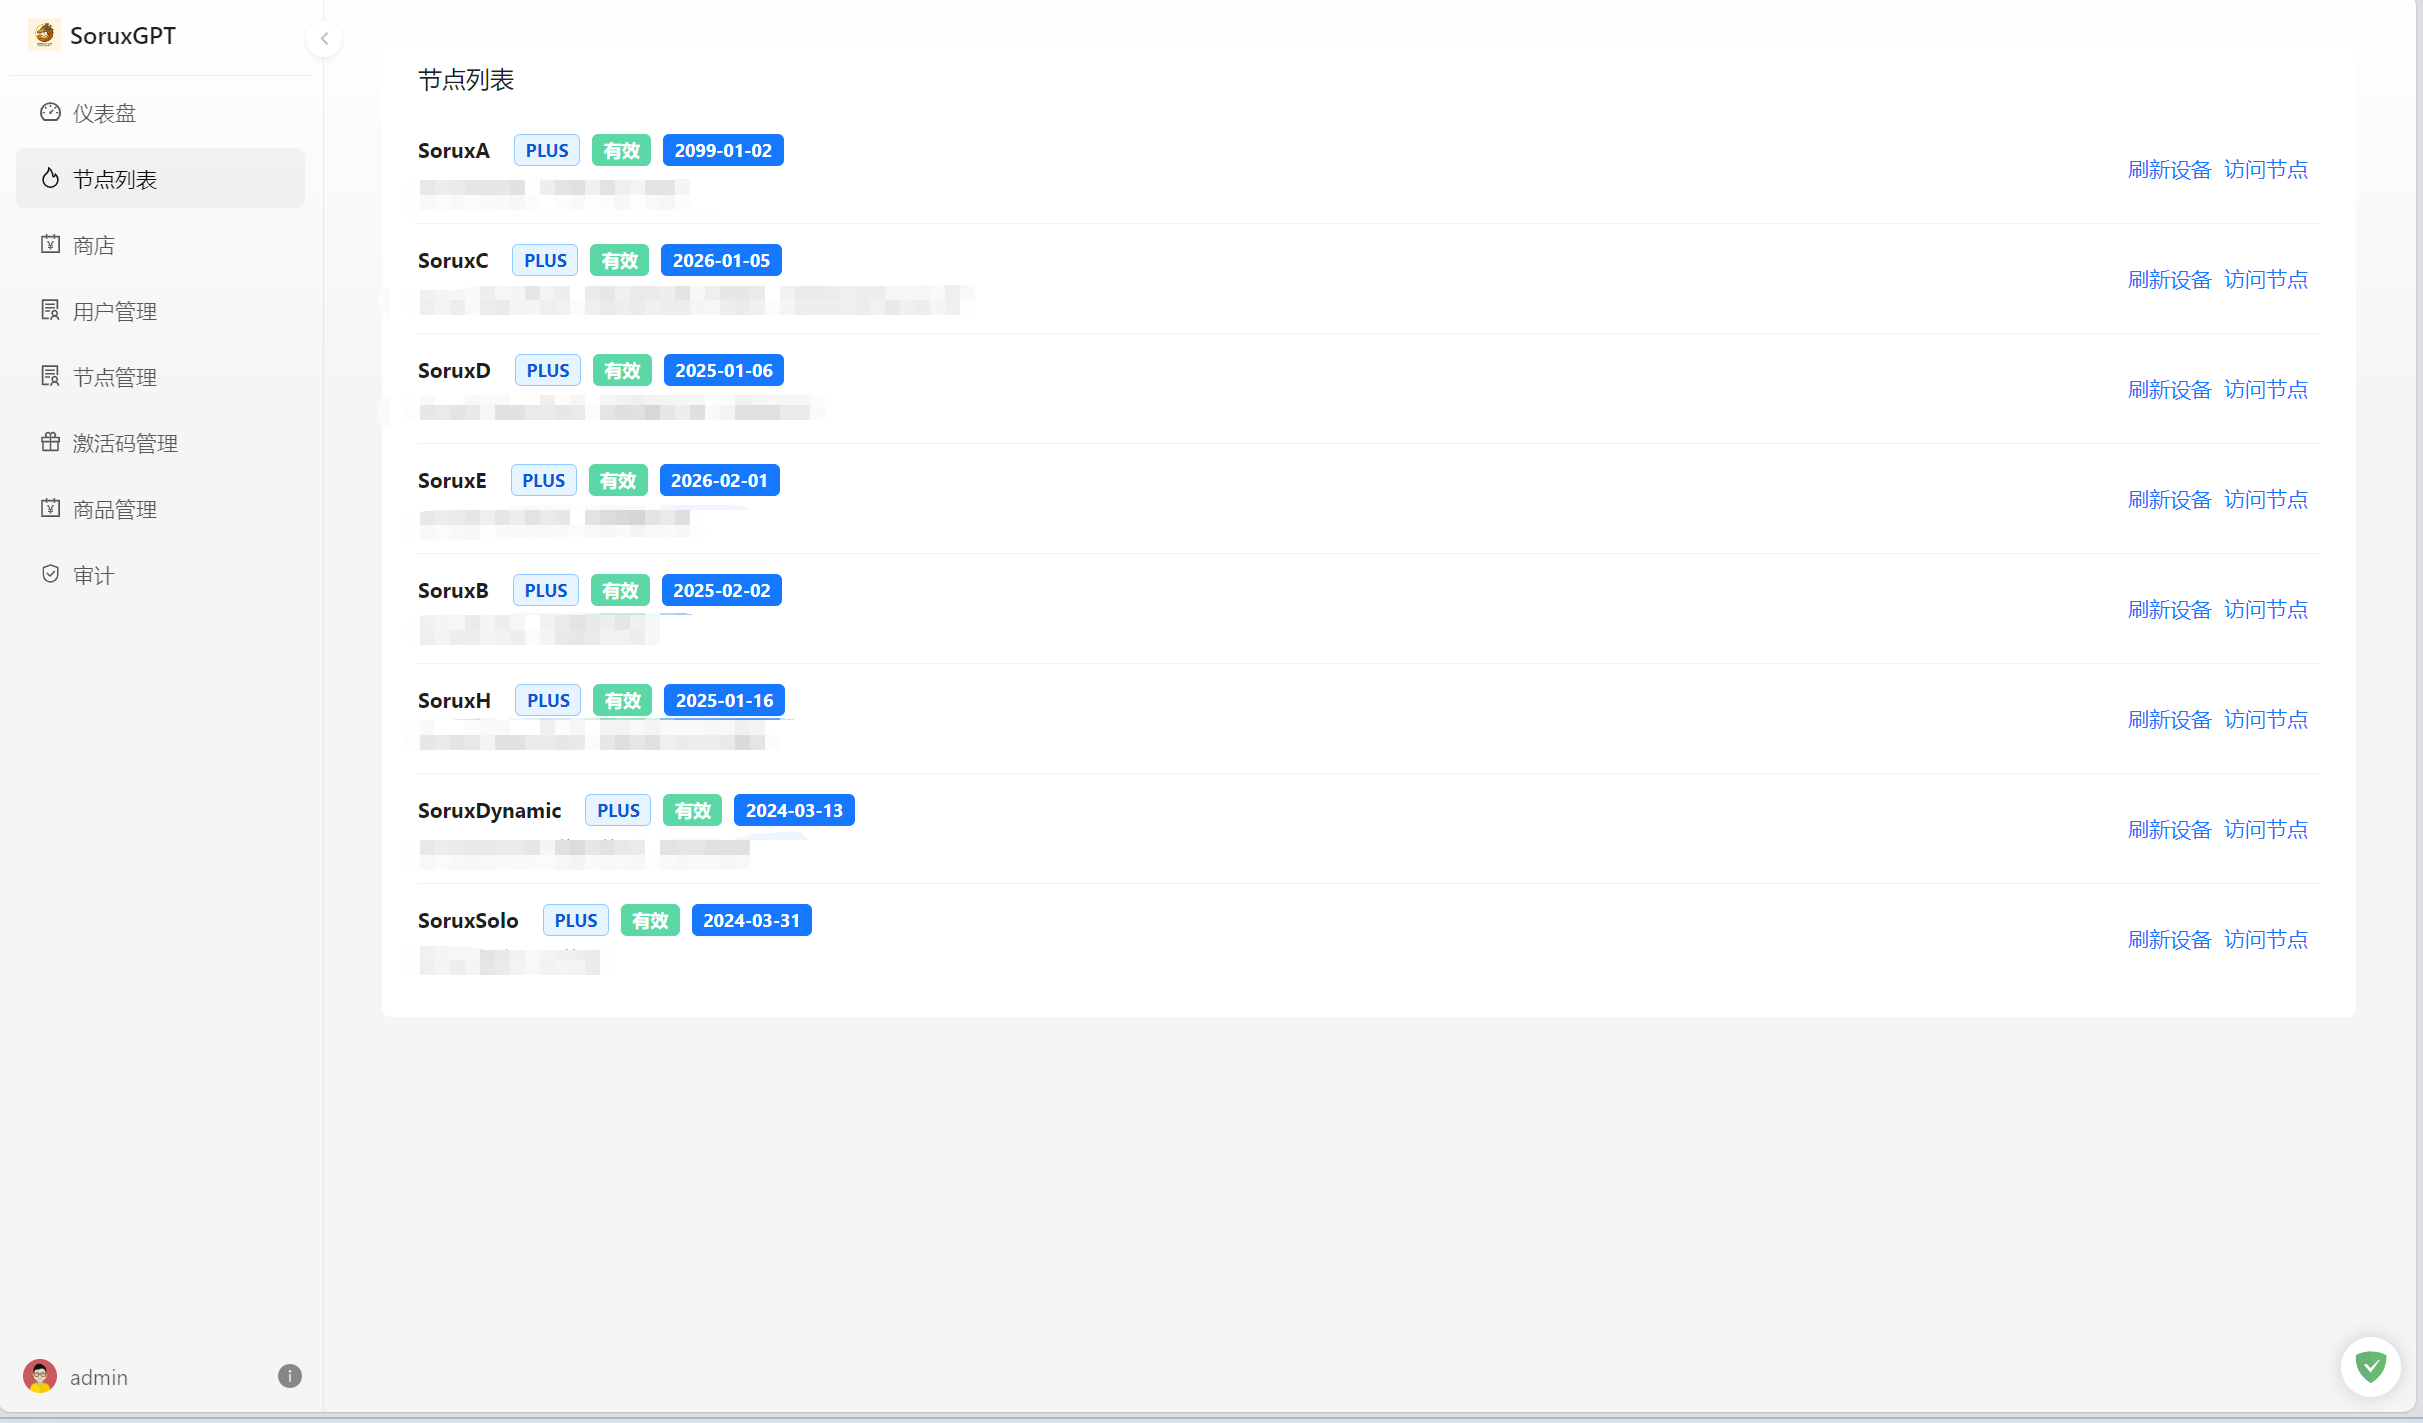 SoruxGPT
仪表盘
节点列表
商店
用户管理
节点管理
激活码管理
商品管理
审计
admin
节点列表
SoruxA PLUS 有效 2099-01-02
刷新设备 访问节点
SoruxC PLUS 有效 2026-01-05
刷新设备 访问节点
SoruxD PLUS 有效 2025-01-06
刷新设备 访问节点
SoruxE PLUS 有效 2026-02-01
刷新设备 访问节点
SoruxB PLUS 有效 2025-02-02
刷新设备 访问节点
SoruxH PLUS 有效 2025-01-16
刷新设备 访问节点
SoruxDynamic PLUS 有效 2024-03-13
刷新设备 访问节点
SoruxSolo PLUS 有效 2024-03-31
刷新设备 访问节点